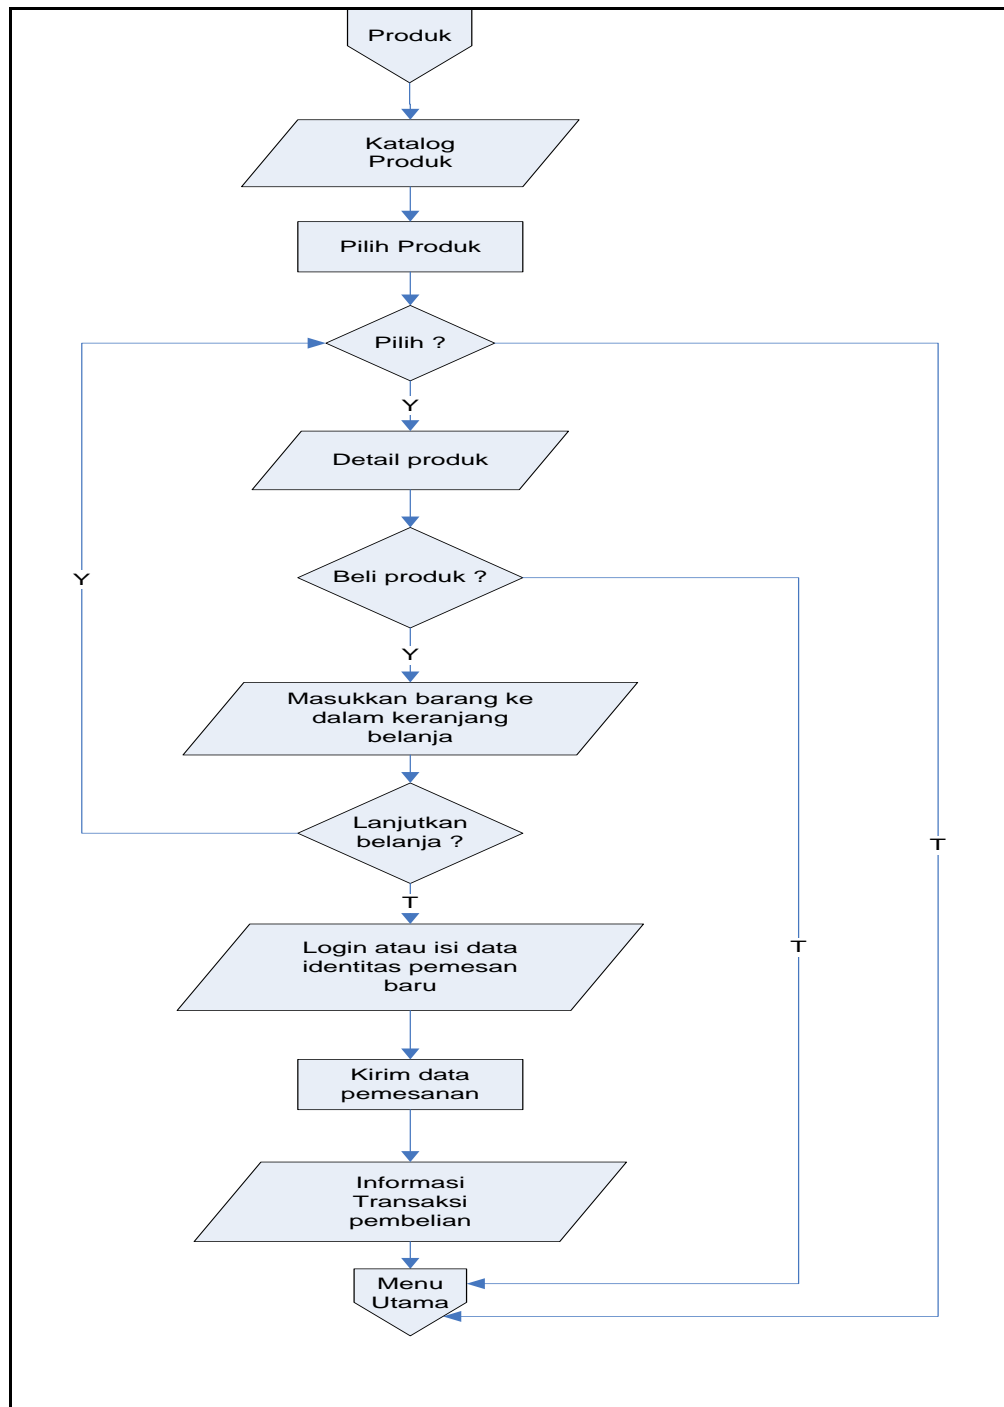 Produk
Katalog
Produk
Pilih Produk
Pilih ?
Y
Detail produk
Beli produk ?
Y
Y
Masukkan barang ke
dalam keranjang
belanja
Lanjutkan
belanja ?
T
T
Login atau isi data
identitas pemesan
baru
T
Kirim data
pemesanan
Informasi
Transaksi
pembelian
Menu
Utama